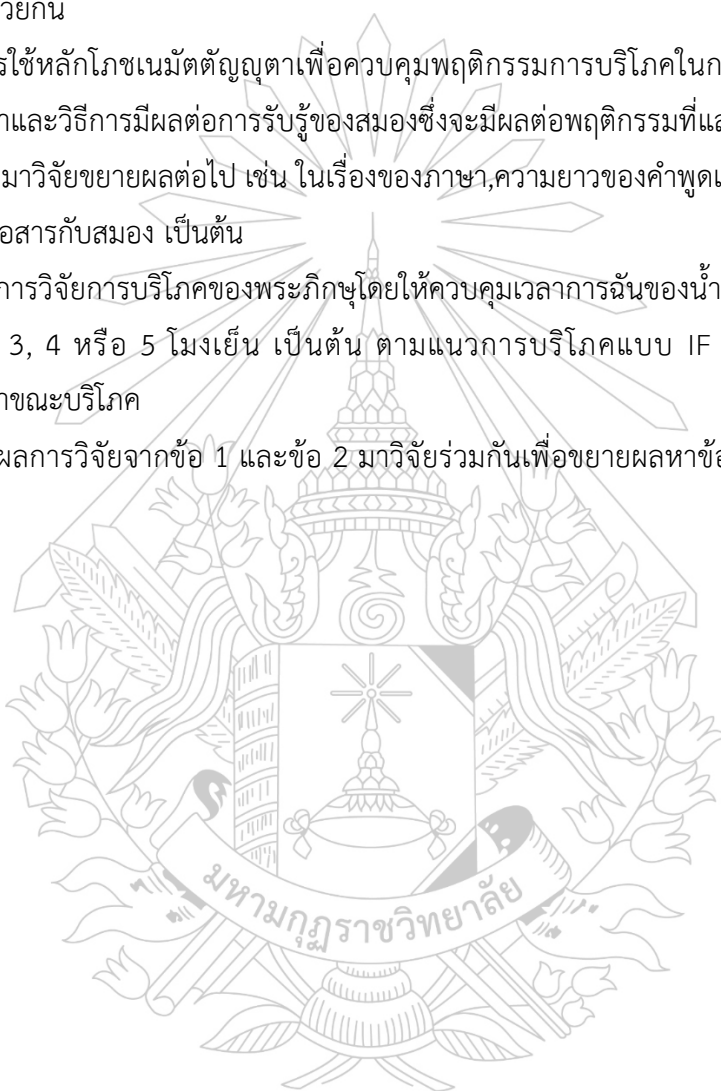 วยกัน
รใช้หลักโภชเนมัตตัญญุตาเพื่อควบคุมพฤติกรรมการบริโภคในก
าและวิธีการมีผลต่อการรับรู้ของสมองซึ่งจะมีผลต่อพฤติกรรมที่แส
มาวิจัยขยายผลต่อไป เช่น ในเรื่องของภาษา,ความยาวของคำพูดเ
อสารกับสมอง เป็นต้น
การวิจัยการบริโภคของพระภิกษุโดยให้ควบคุมเวลาการฉันของน้ำ
3, 4 หรือ 5 โมงเย็น เป็นต้น ตามแนวการบริโภคแบบ IF
าขณะบริโภค
ผลการวิจัยจากข้อ 1 และข้อ 2 มาวิจัยร่วมกันเพื่อขยายผลหาข้อ
มหามกุฏราชวิทยาลัย